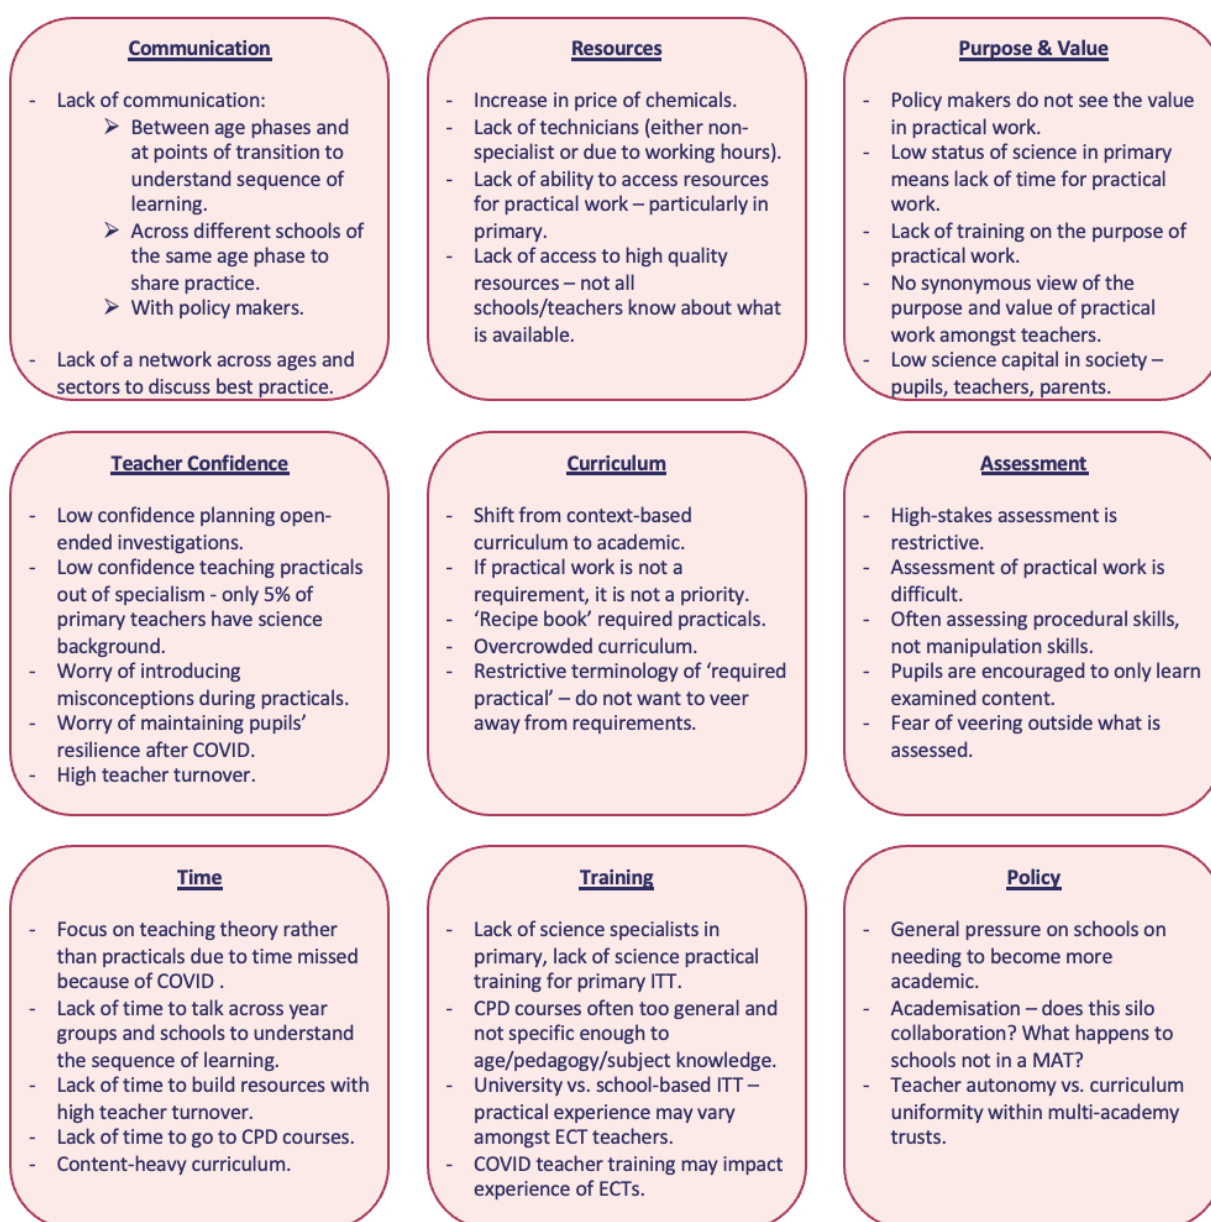 Communication
- Lack of communication:
➢ Between age phases and
at points of transition to
understand sequence of
learning.
➢ Across different schools of
the same age phase to
share practice.
➢ With policy makers.
- Lack of a network across ages and
sectors to discuss best practice.
Resources
- Increase in price of chemicals.
- Lack of technicians (either non-
specialist or due to working hours).
- Lack of ability to access resources
for practical work – particularly in
primary.
- Lack of access to high quality
resources – not all
schools/teachers know about what
is available.
Purpose & Value
- Policy makers do not see the value
in practical work.
- Low status of science in primary
means lack of time for practical
work.
- Lack of training on the purpose of
practical work.
- No synonymous view of the
purpose and value of practical
work amongst teachers.
- Low science capital in society –
pupils, teachers, parents.
Teacher Confidence
- Low confidence planning open-
ended investigations.
- Low confidence teaching practicals
out of specialism - only 5% of
primary teachers have science
background.
- Worry of introducing
misconceptions during practicals.
- Worry of maintaining pupils’
resilience after COVID.
- High teacher turnover.
Curriculum
- Shift from context-based
curriculum to academic.
- If practical work is not a
requirement, it is not a priority.
- ‘Recipe book’ required practicals.
- Overcrowded curriculum.
- Restrictive terminology of ‘required
practical’ – do not want to veer
away from requirements.
Assessment
- High-stakes assessment is
restrictive.
- Assessment of practical work is
difficult.
- Often assessing procedural skills,
not manipulation skills.
- Pupils are encouraged to only learn
examined content.
- Fear of veering outside what is
assessed.
Time
- Focus on teaching theory rather
than practicals due to time missed
because of COVID .
- Lack of time to talk across year
groups and schools to understand
the sequence of learning.
- Lack of time to build resources with
high teacher turnover.
- Lack of time to go to CPD courses.
- Content-heavy curriculum.
Training
- Lack of science specialists in
primary, lack of science practical
training for primary ITT.
- CPD courses often too general and
not specific enough to
age/pedagogy/subject knowledge.
- University vs. school-based ITT –
practical experience may vary
amongst ECT teachers.
- COVID teacher training may impact
experience of ECTs.
Policy
- General pressure on schools on
needing to become more
academic.
- Academisation – does this silo
collaboration? What happens to
schools not in a MAT?
- Teacher autonomy vs. curriculum
uniformity within multi-academy
trusts.